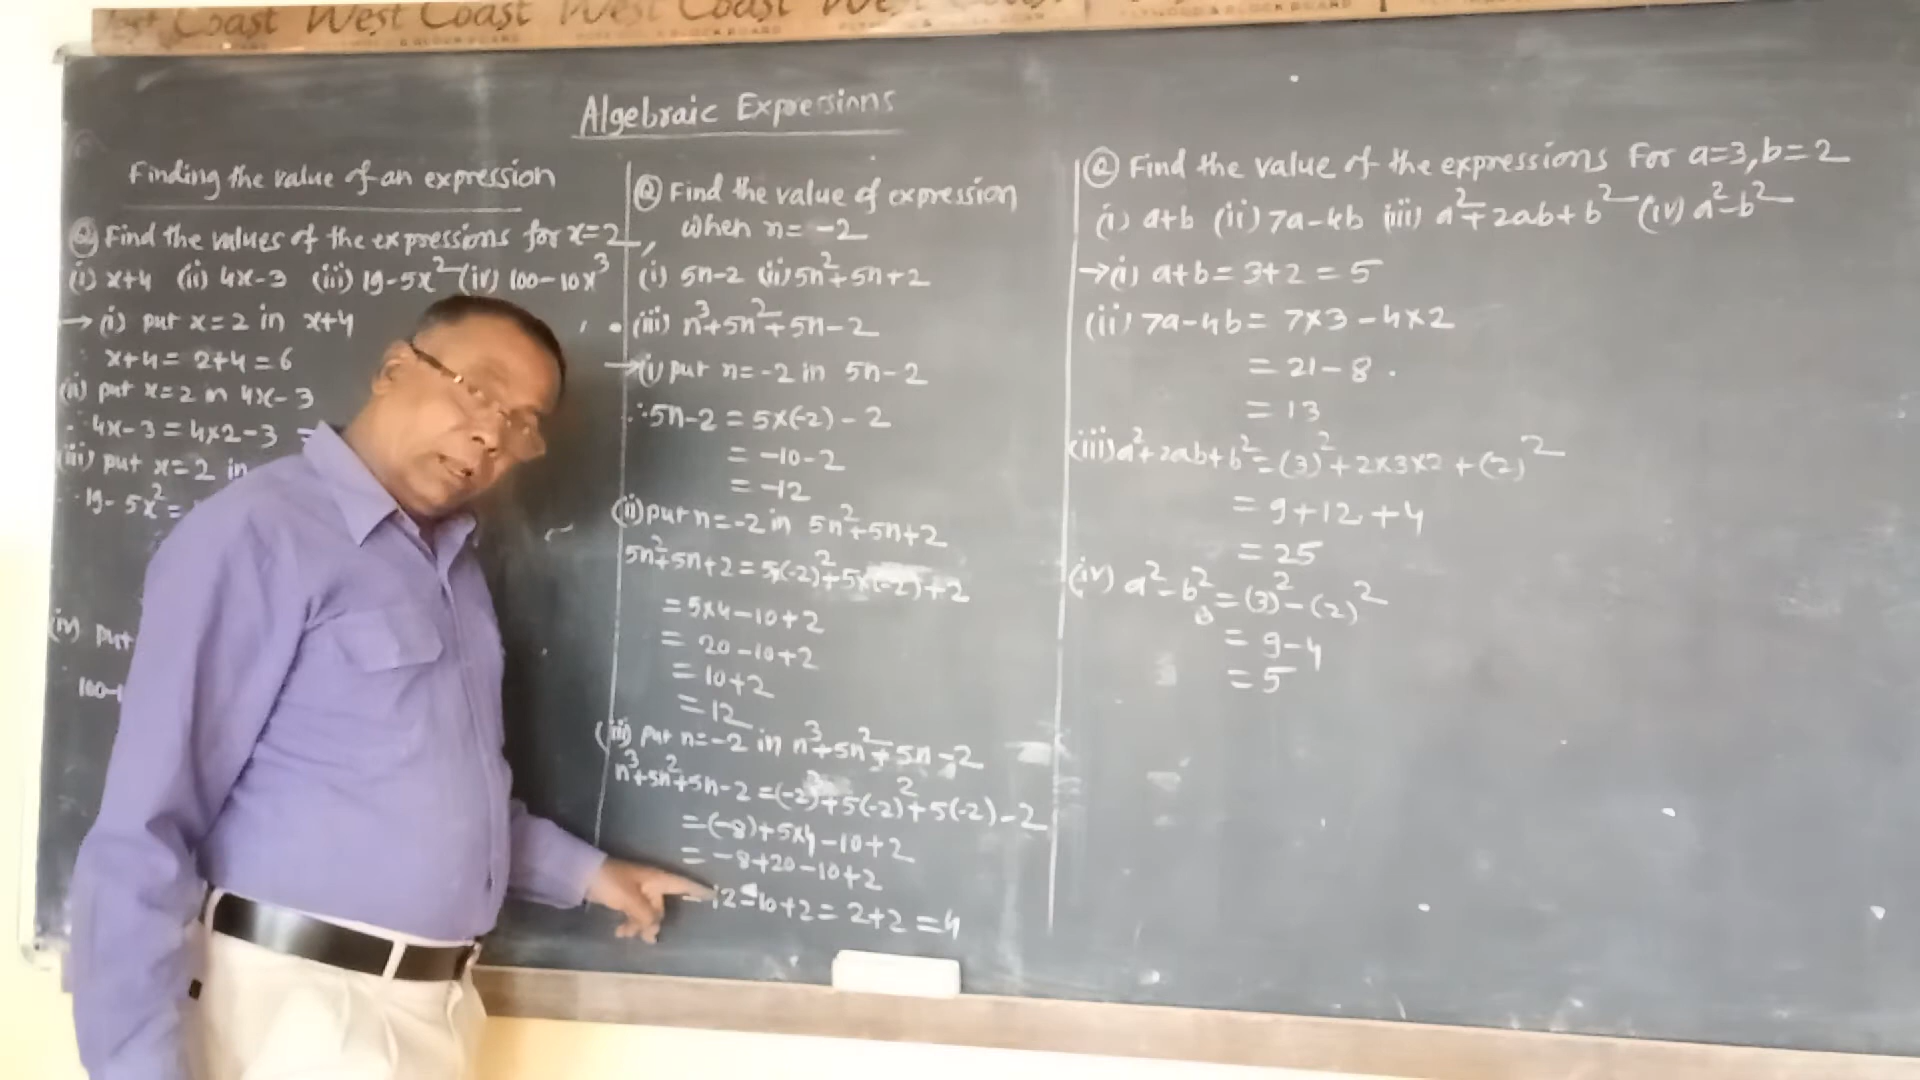 West Coast West Coast West Coast West Coast
Algebraic Expressions
Finding the value of an expression
Q) Find the values of the expressions for x=2,
(i) x+4 (ii) 4x-3 (iii) 19-5x² (iv) 100-10x³
→ (i) put x=2 in x+4
x+4 = 2+4 = 6
(ii) put x=2 in 4x-3
∴ 4x-3 = 4x2-3 =
(iii) put x=2 in
∴ 19-5x² =
(iv) put
100-1
Q) Find the value of expression
when n= -2
(i) 5n-2 (ii) 5n²+5n+2
(iii) n³+5n²+5n-2
→ (i) put n=-2 in 5n-2
∴ 5n-2 = 5x(-2) - 2
= -10-2
= -12
(ii) put n=-2 in 5n²+5n+2
5n²+5n+2 = 5(-2)²+5x(-2)+2
= 5x4-10+2
= 20-10+2
= 10+2
= 12
(iii) put n=-2 in n³+5n²+5n-2
n³+5n²+5n-2 = (-2)³+5(-2)²+5(-2)-2
= (-8)+5x4-10+2
= -8+20-10+2
= 12-10+2 = 2+2 = 4
Q) Find the value of the expressions For a=3, b=2
(i) a+b (ii) 7a-4b (iii) a²+2ab+b² (iv) a²-b²
→ (i) a+b = 3+2 = 5
(ii) 7a-4b = 7x3-4x2
= 21-8.
= 13
(iii) a²+2ab+b² = (3)²+2x3x2+(2)²
= 9+12+4
= 25
(iv) a²-b² = (3)²-(2)²
= 9-4
= 5